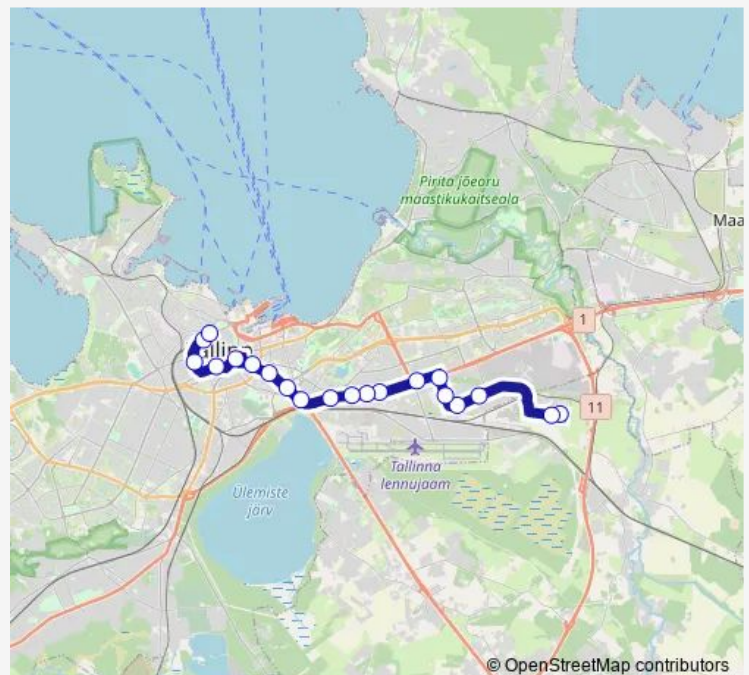 Pirita jõeoru
maastikukaitseala
Maa
1
11
Tallinna
lennujaam
Ülemiste
järv
© OpenStreetMap contributors